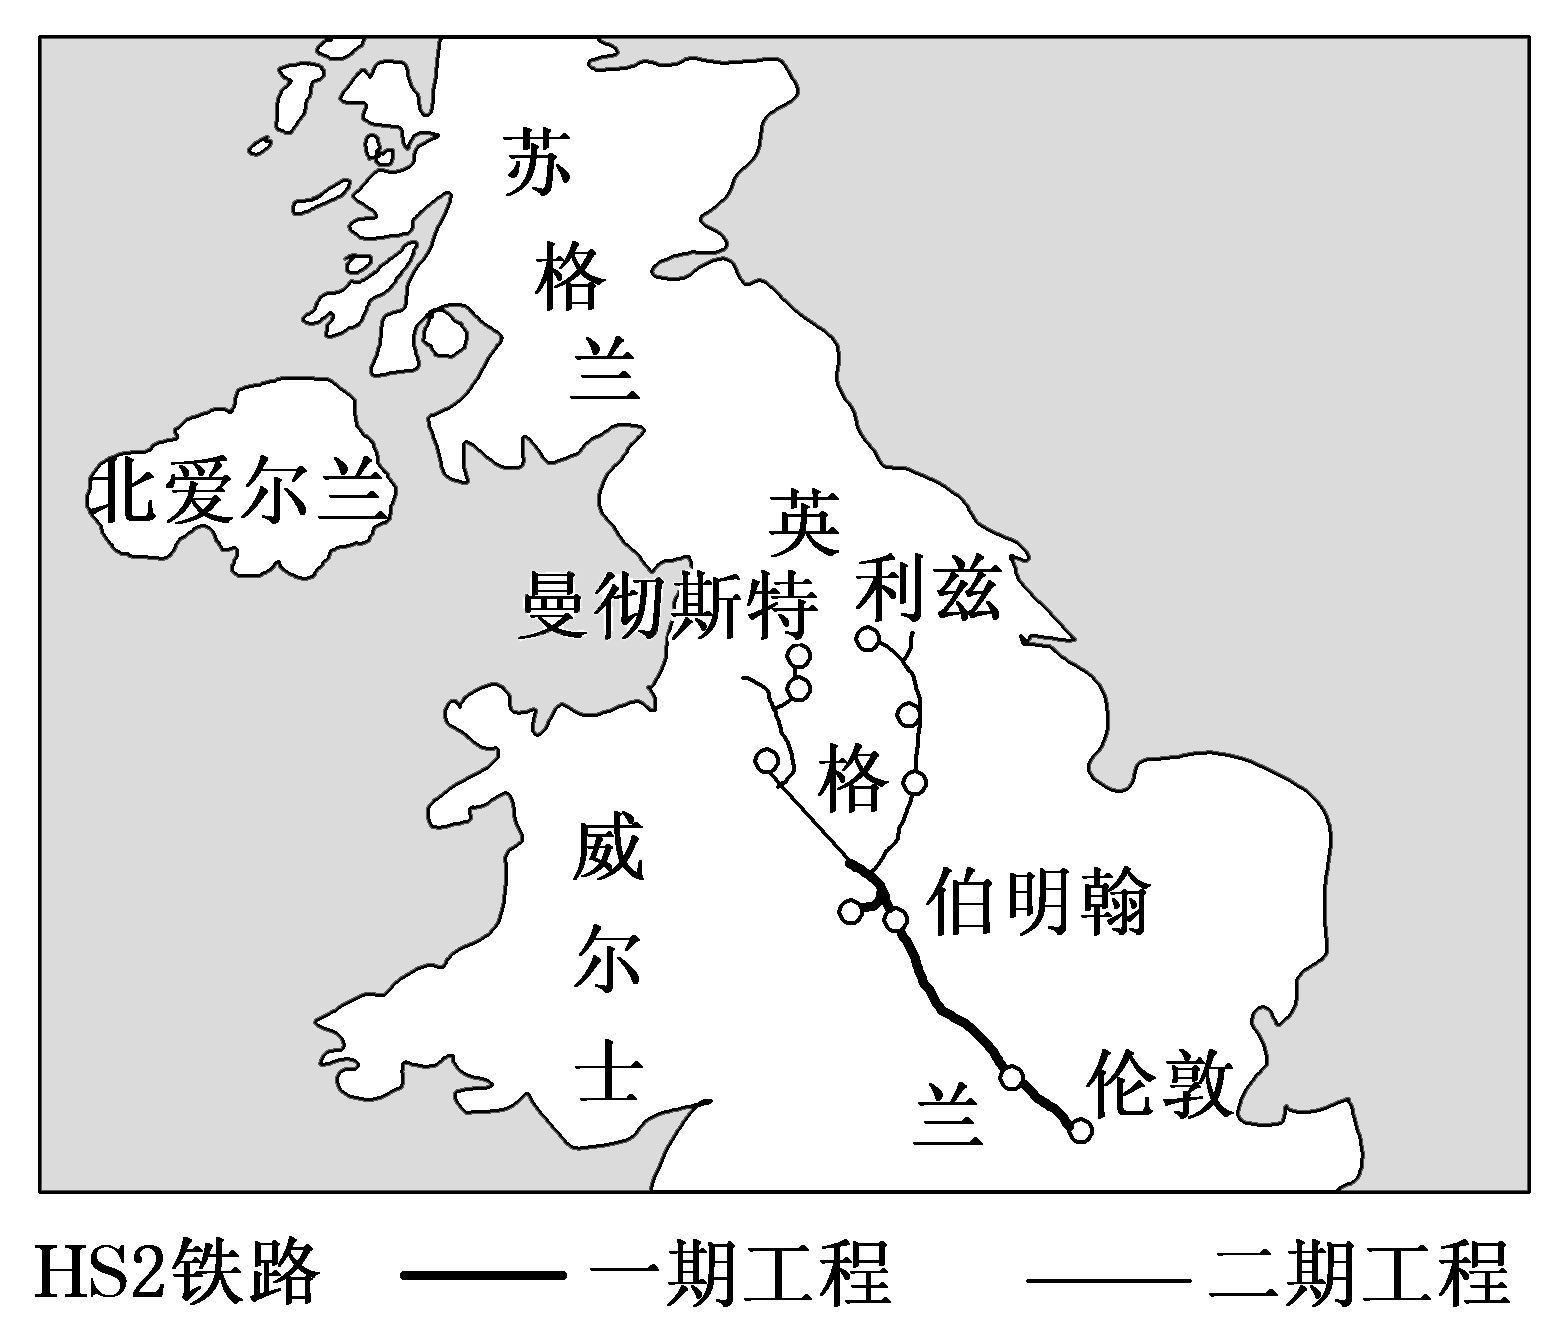 苏格兰
北爱尔兰
英格兰
曼彻斯特
利兹
威尔士
伯明翰
伦敦
HS2铁路 一期工程 二期工程